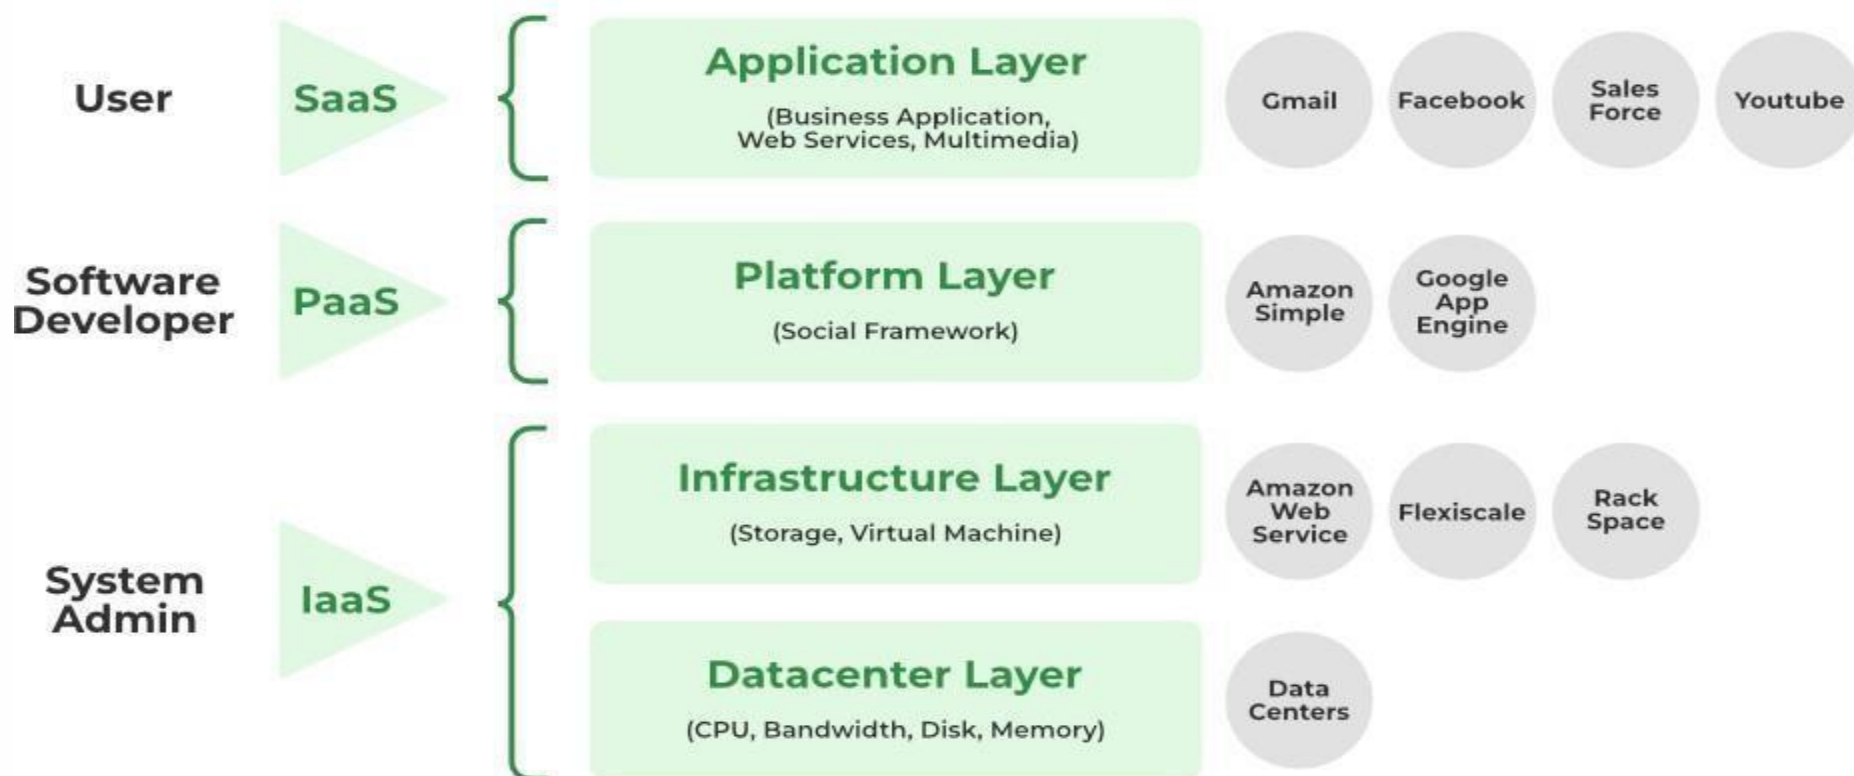 User
SaaS
Application Layer
(Business Application,
Web Services, Multimedia)
Gmail
Facebook
Sales
Force
Youtube
Software
Developer
PaaS
Platform Layer
(Social Framework)
Amazon
Simple
Google
App
Engine
System
Admin
IaaS
Infrastructure Layer
(Storage, Virtual Machine)
Amazon
Web
Service
Flexiscale
Rack
Space
Datacenter Layer
(CPU, Bandwidth, Disk, Memory)
Data
Centers